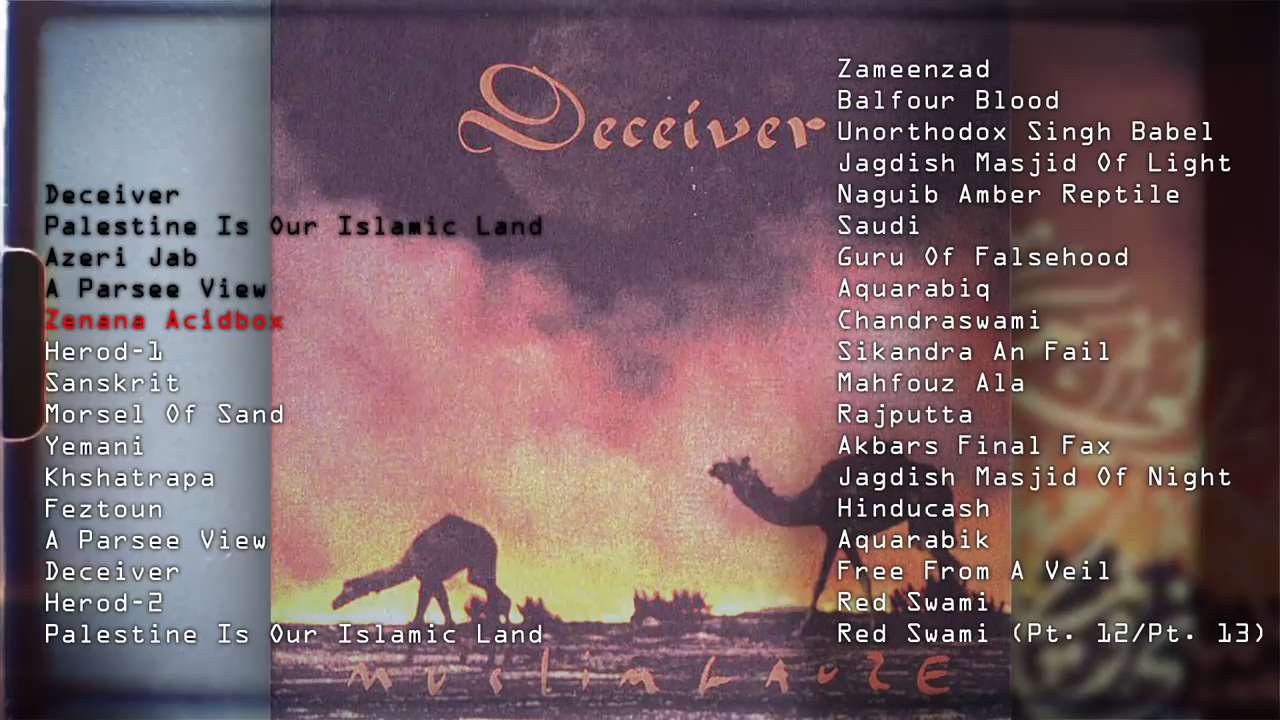 Deceiver
Deceiver
Palestine Is Our Islamic Land
Azeri Jab
A Parsee View
Zenana Acidbox
Herod-1
Sanskrit
Morsel Of Sand
Yemani
Khshatrapa
Feztoun
A Parsee View
Deceiver
Herod-2
Palestine Is Our Islamic Land
Zameenzad
Balfour Blood
Unorthodox Singh Babel
Jagdish Masjid Of Light
Naguib Amber Reptile
Saudi
Guru Of Falsehood
Aquarabiq
Chandraswami
Sikandra An Fail
Mahfouz Ala
Rajputta
Akbars Final Fax
Jagdish Masjid Of Night
Hinducash
Aquarabik
Free From A Veil
Red Swami
Red Swami (Pt. 12/Pt. 13)
muslimgauze